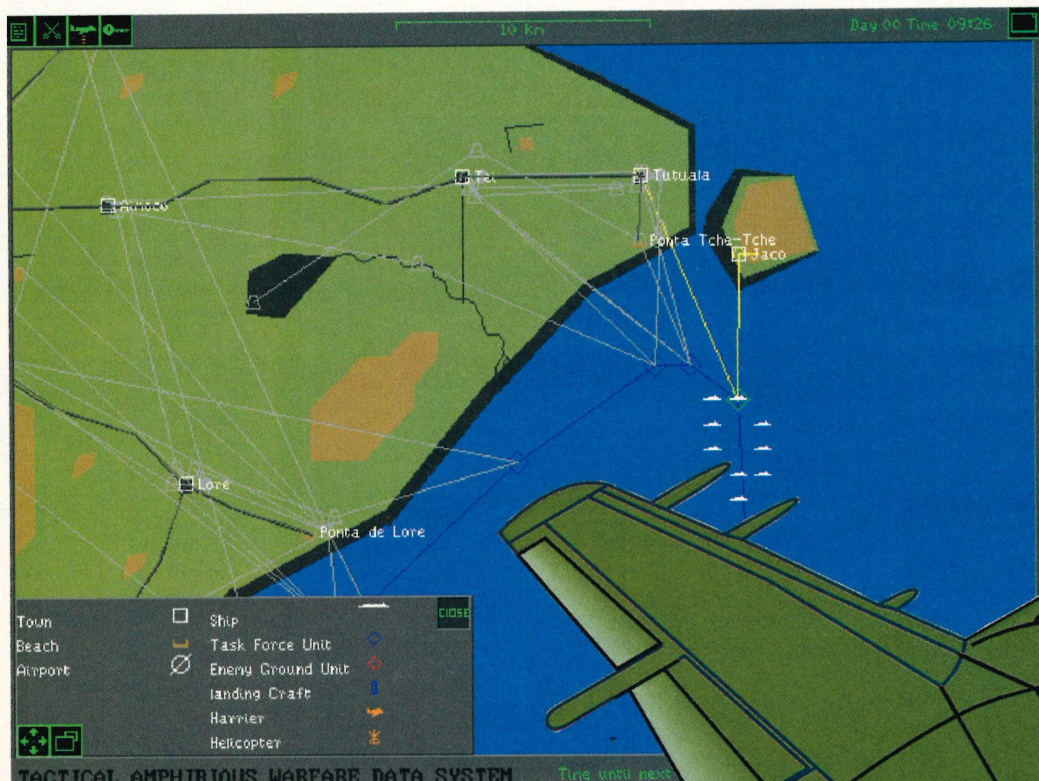 10 Km
Day 00 Time 09:26
Tutuala
Ponta Tche-Tche
Jaco
Lore
Ponta de Lore
CLOSE
Town
Ship
Beach
Task Force Unit
Airport
Enemy Ground Unit
landing Craft
Harrier
Helicopter
TACTICAL AMPHIBIOUS WARFARE DATA SYSTEM
Time until next